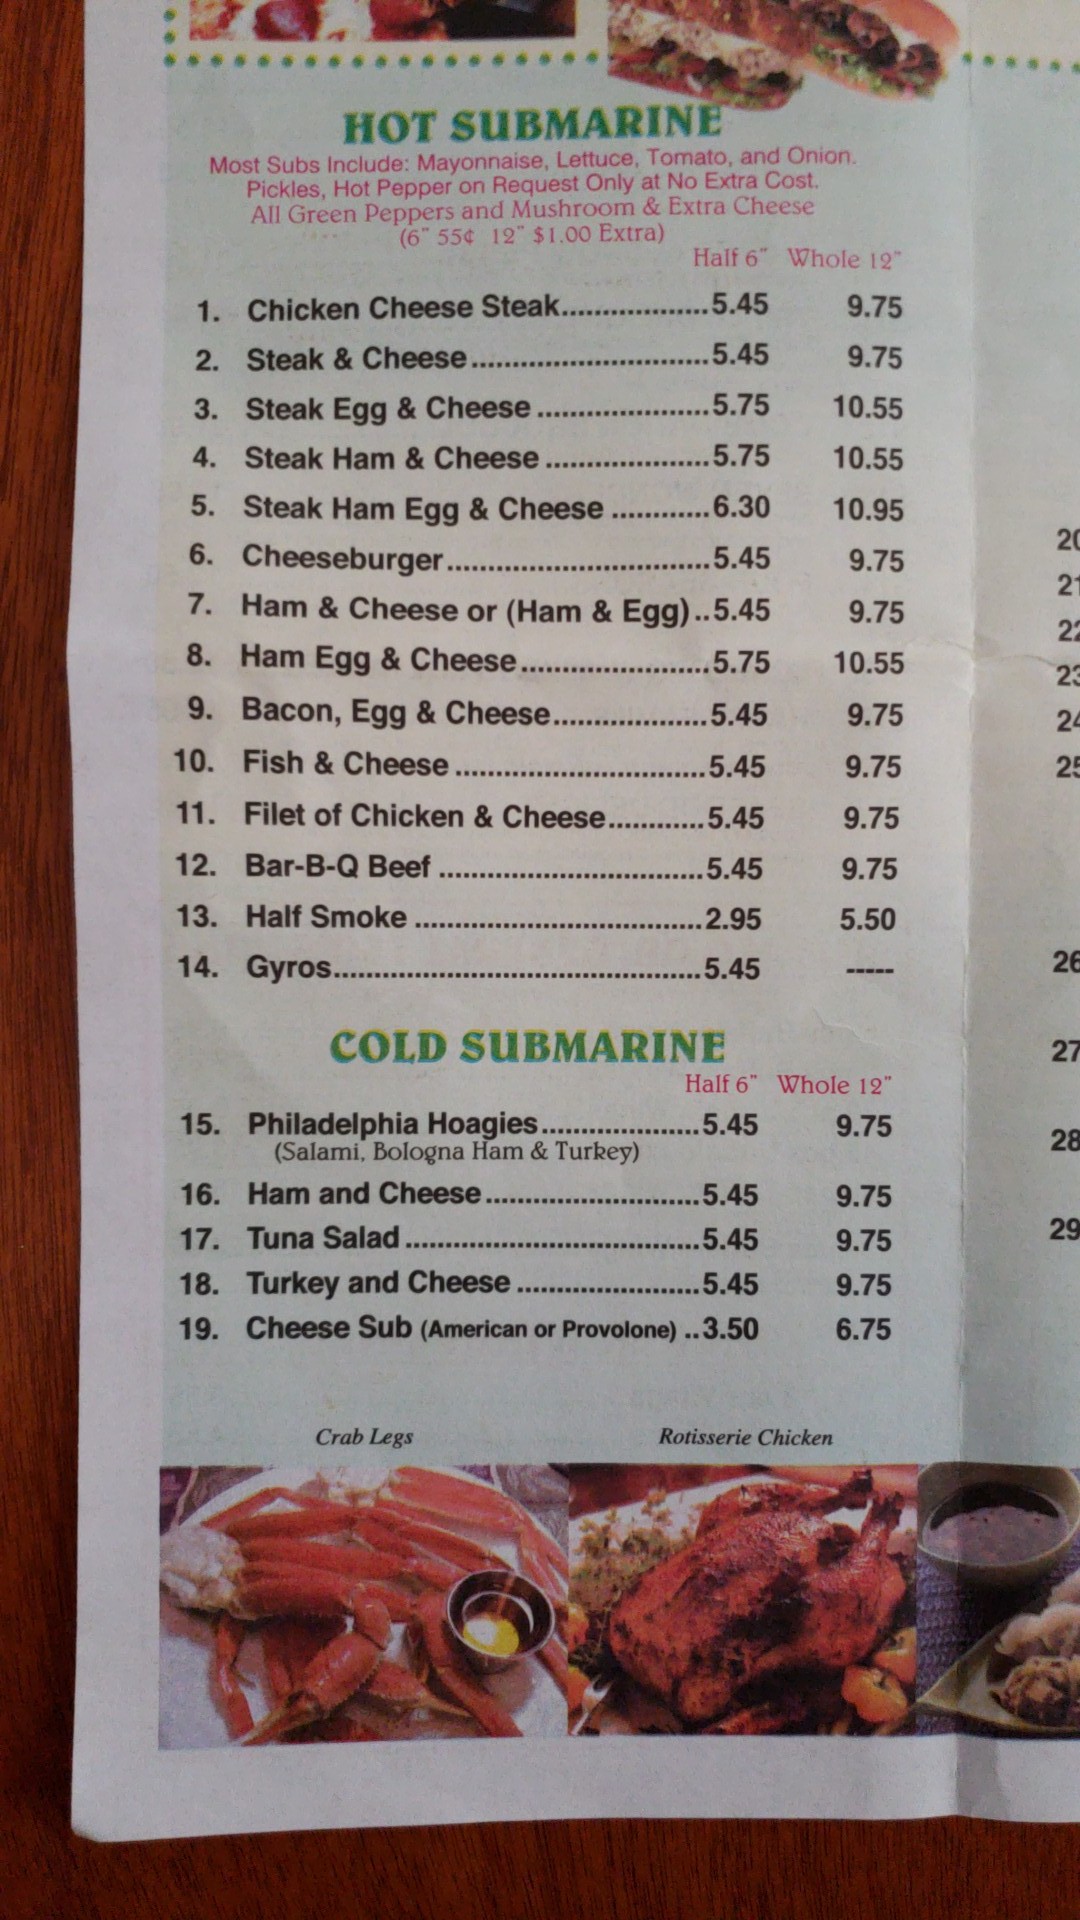 HOT SUBMARINE
Most Subs Include: Mayonnaise, Lettuce, Tomato, and Onion.
Pickles, Hot Pepper on Request Only at No Extra Cost.
All Green Peppers and Mushroom & Extra Cheese
(6" 55¢ 12" $1.00 Extra)
Half 6" Whole 12"
1. Chicken Cheese Steak...................5.45 9.75
2. Steak & Cheese..............................5.45 9.75
3. Steak Egg & Cheese......................5.75 10.55
4. Steak Ham & Cheese.....................5.75 10.55
5. Steak Ham Egg & Cheese ............6.30 10.95
6. Cheeseburger.................................5.45 9.75
7. Ham & Cheese or (Ham & Egg)..5.45 9.75
8. Ham Egg & Cheese........................5.75 10.55
9. Bacon, Egg & Cheese....................5.45 9.75
10. Fish & Cheese................................5.45 9.75
11. Filet of Chicken & Cheese............5.45 9.75
12. Bar-B-Q Beef..................................5.45 9.75
13. Half Smoke .....................................2.95 5.50
14. Gyros...............................................5.45 -----
COLD SUBMARINE
Half 6" Whole 12"
15. Philadelphia Hoagies....................5.45 9.75
(Salami, Bologna Ham & Turkey)
16. Ham and Cheese...........................5.45 9.75
17. Tuna Salad.....................................5.45 9.75
18. Turkey and Cheese.......................5.45 9.75
19. Cheese Sub (American or Provolone) ..3.50 6.75
Crab Legs Rotisserie Chicken
21
26
27
28
29